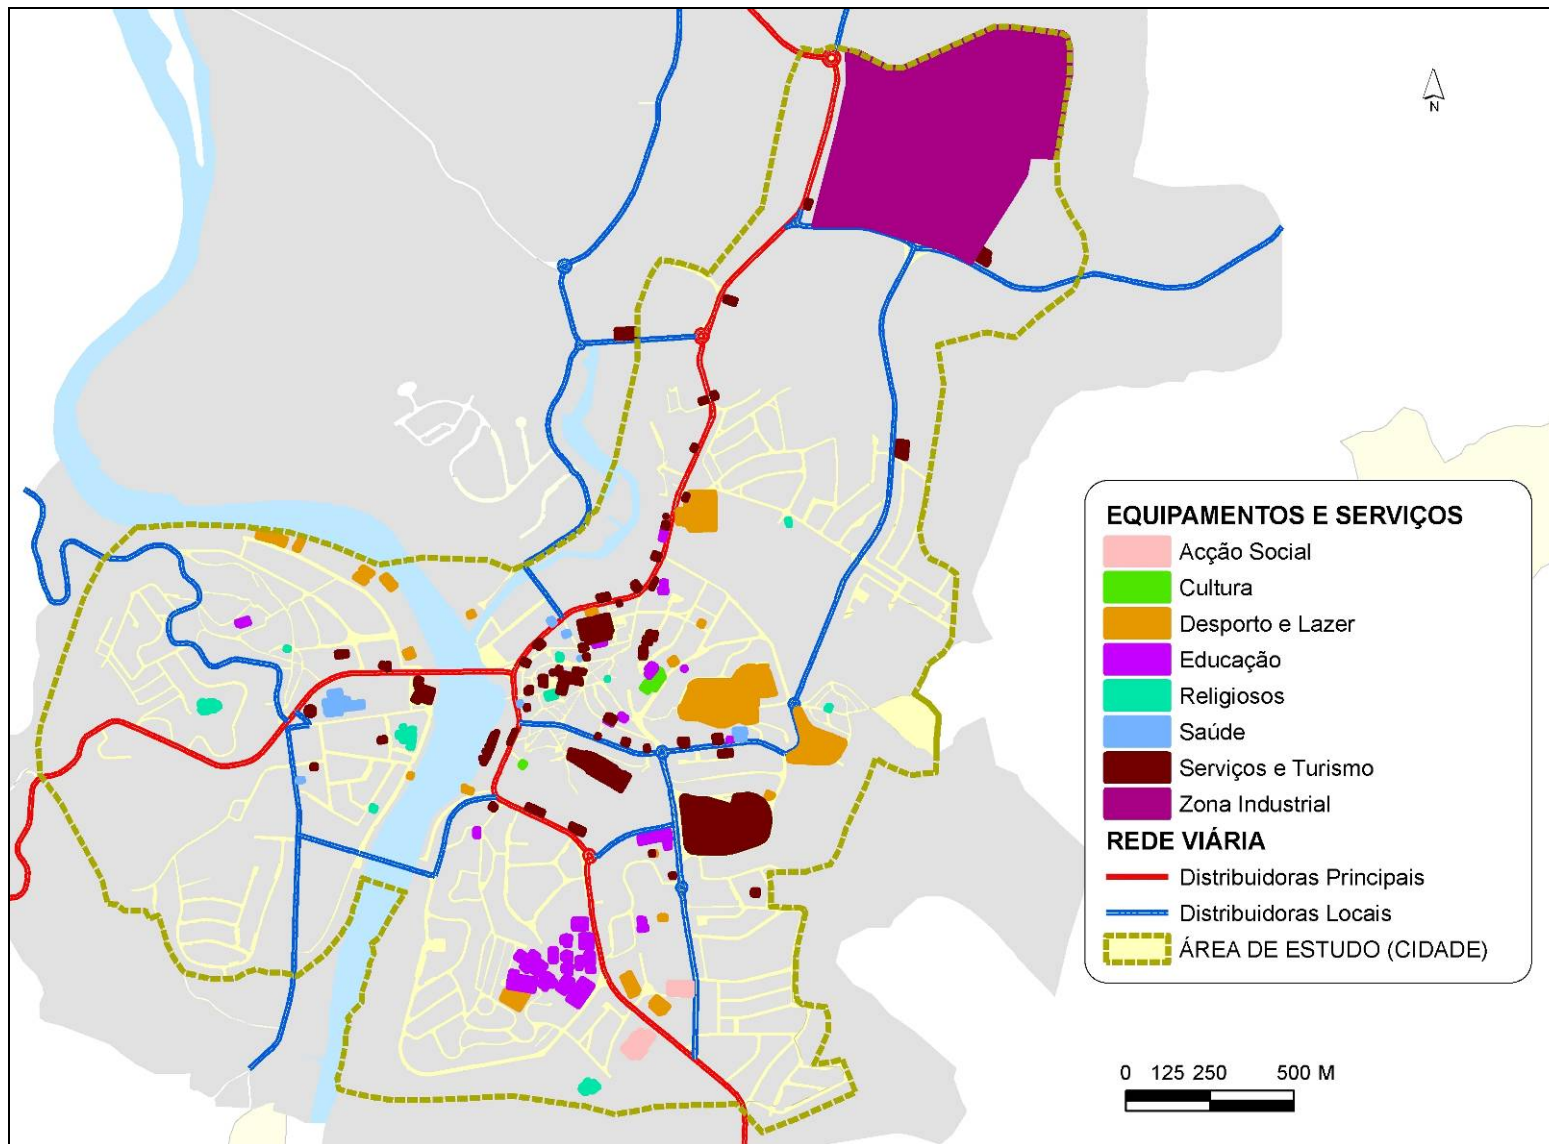 N
EQUIPAMENTOS E SERVIÇOS
Acção Social
Cultura
Desporto e Lazer
Educação
Religiosos
Saúde
Serviços e Turismo
Zona Industrial
REDE VIÁRIA
Distribuidoras Principais
Distribuidoras Locais
ÁREA DE ESTUDO (CIDADE)
0 125 250 500 M